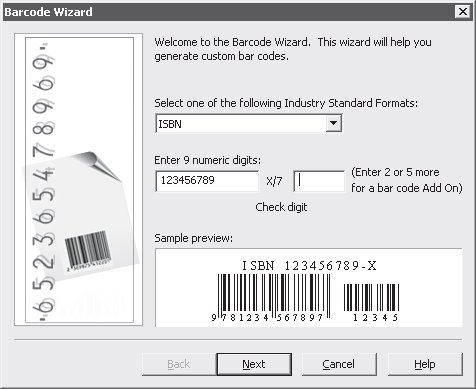 Barcode Wizard
Welcome to the Barcode Wizard. This wizard will help you
generate custom bar codes.
Select one of the following Industry Standard Formats:
ISBN
Enter 9 numeric digits:
123456789 X/7 (Enter 2 or 5 more
for a bar code Add On)
Check digit
Sample preview:
ISBN 123456789-X
9 781234 567897 12345
Back Next Cancel Help